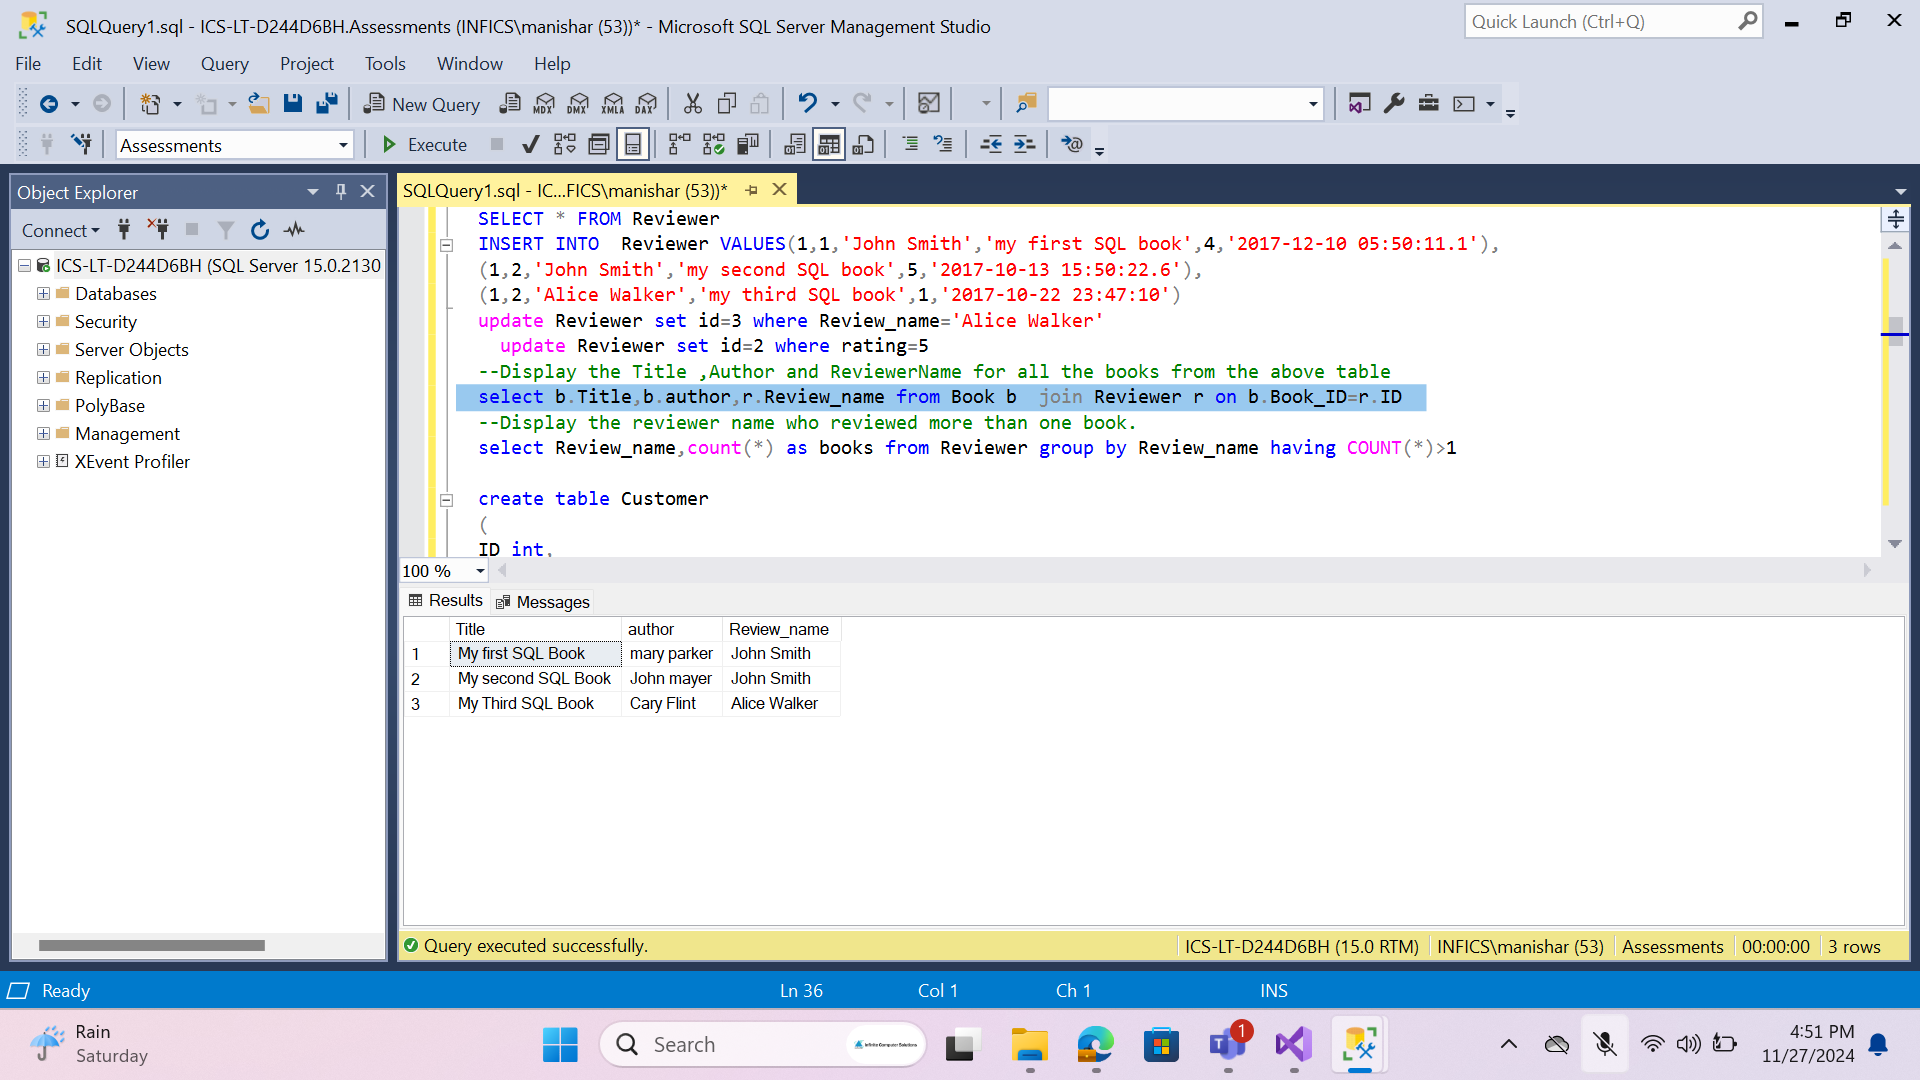 SQLQuery1.sql - ICS-LT-D244D6BH.Assessments (INFICS\manishar (53))* - Microsoft SQL Server Management Studio
Quick Launch (Ctrl+Q)
File Edit View Query Project Tools Window Help
New Query MDX DMX XMLA DAX
Assessments Execute
Object Explorer
SQLQuery1.sql - IC...FICS\manishar (53))*
Connect
ICS-LT-D244D6BH (SQL Server 15.0.2130
Databases
Security
Server Objects
Replication
PolyBase
Management
XEvent Profiler
SELECT * FROM Reviewer
INSERT INTO  Reviewer VALUES(1,1,'John Smith','my first SQL book',4,'2017-12-10 05:50:11.1'),
(1,2,'John Smith','my second SQL book',5,'2017-10-13 15:50:22.6'),
(1,2,'Alice Walker','my third SQL book',1,'2017-10-22 23:47:10')
update Reviewer set id=3 where Review_name='Alice Walker'
update Reviewer set id=2 where rating=5
--Display the Title ,Author and ReviewerName for all the books from the above table
select b.Title,b.author,r.Review_name from Book b  join Reviewer r on b.Book_ID=r.ID
--Display the reviewer name who reviewed more than one book.
select Review_name,count(*) as books from Reviewer group by Review_name having COUNT(*)>1
create table Customer
(
ID int,
100 %
Results Messages
Title author Review_name
1 My first SQL Book mary parker John Smith
2 My second SQL Book John mayer John Smith
3 My Third SQL Book Cary Flint Alice Walker
Query executed successfully. ICS-LT-D244D6BH (15.0 RTM) INFICS\manishar (53) Assessments 00:00:00 3 rows
Ready Ln 36 Col 1 Ch 1 INS
Rain
Saturday
Search
Infinite Computer Solutions
1
4:51 PM
11/27/2024